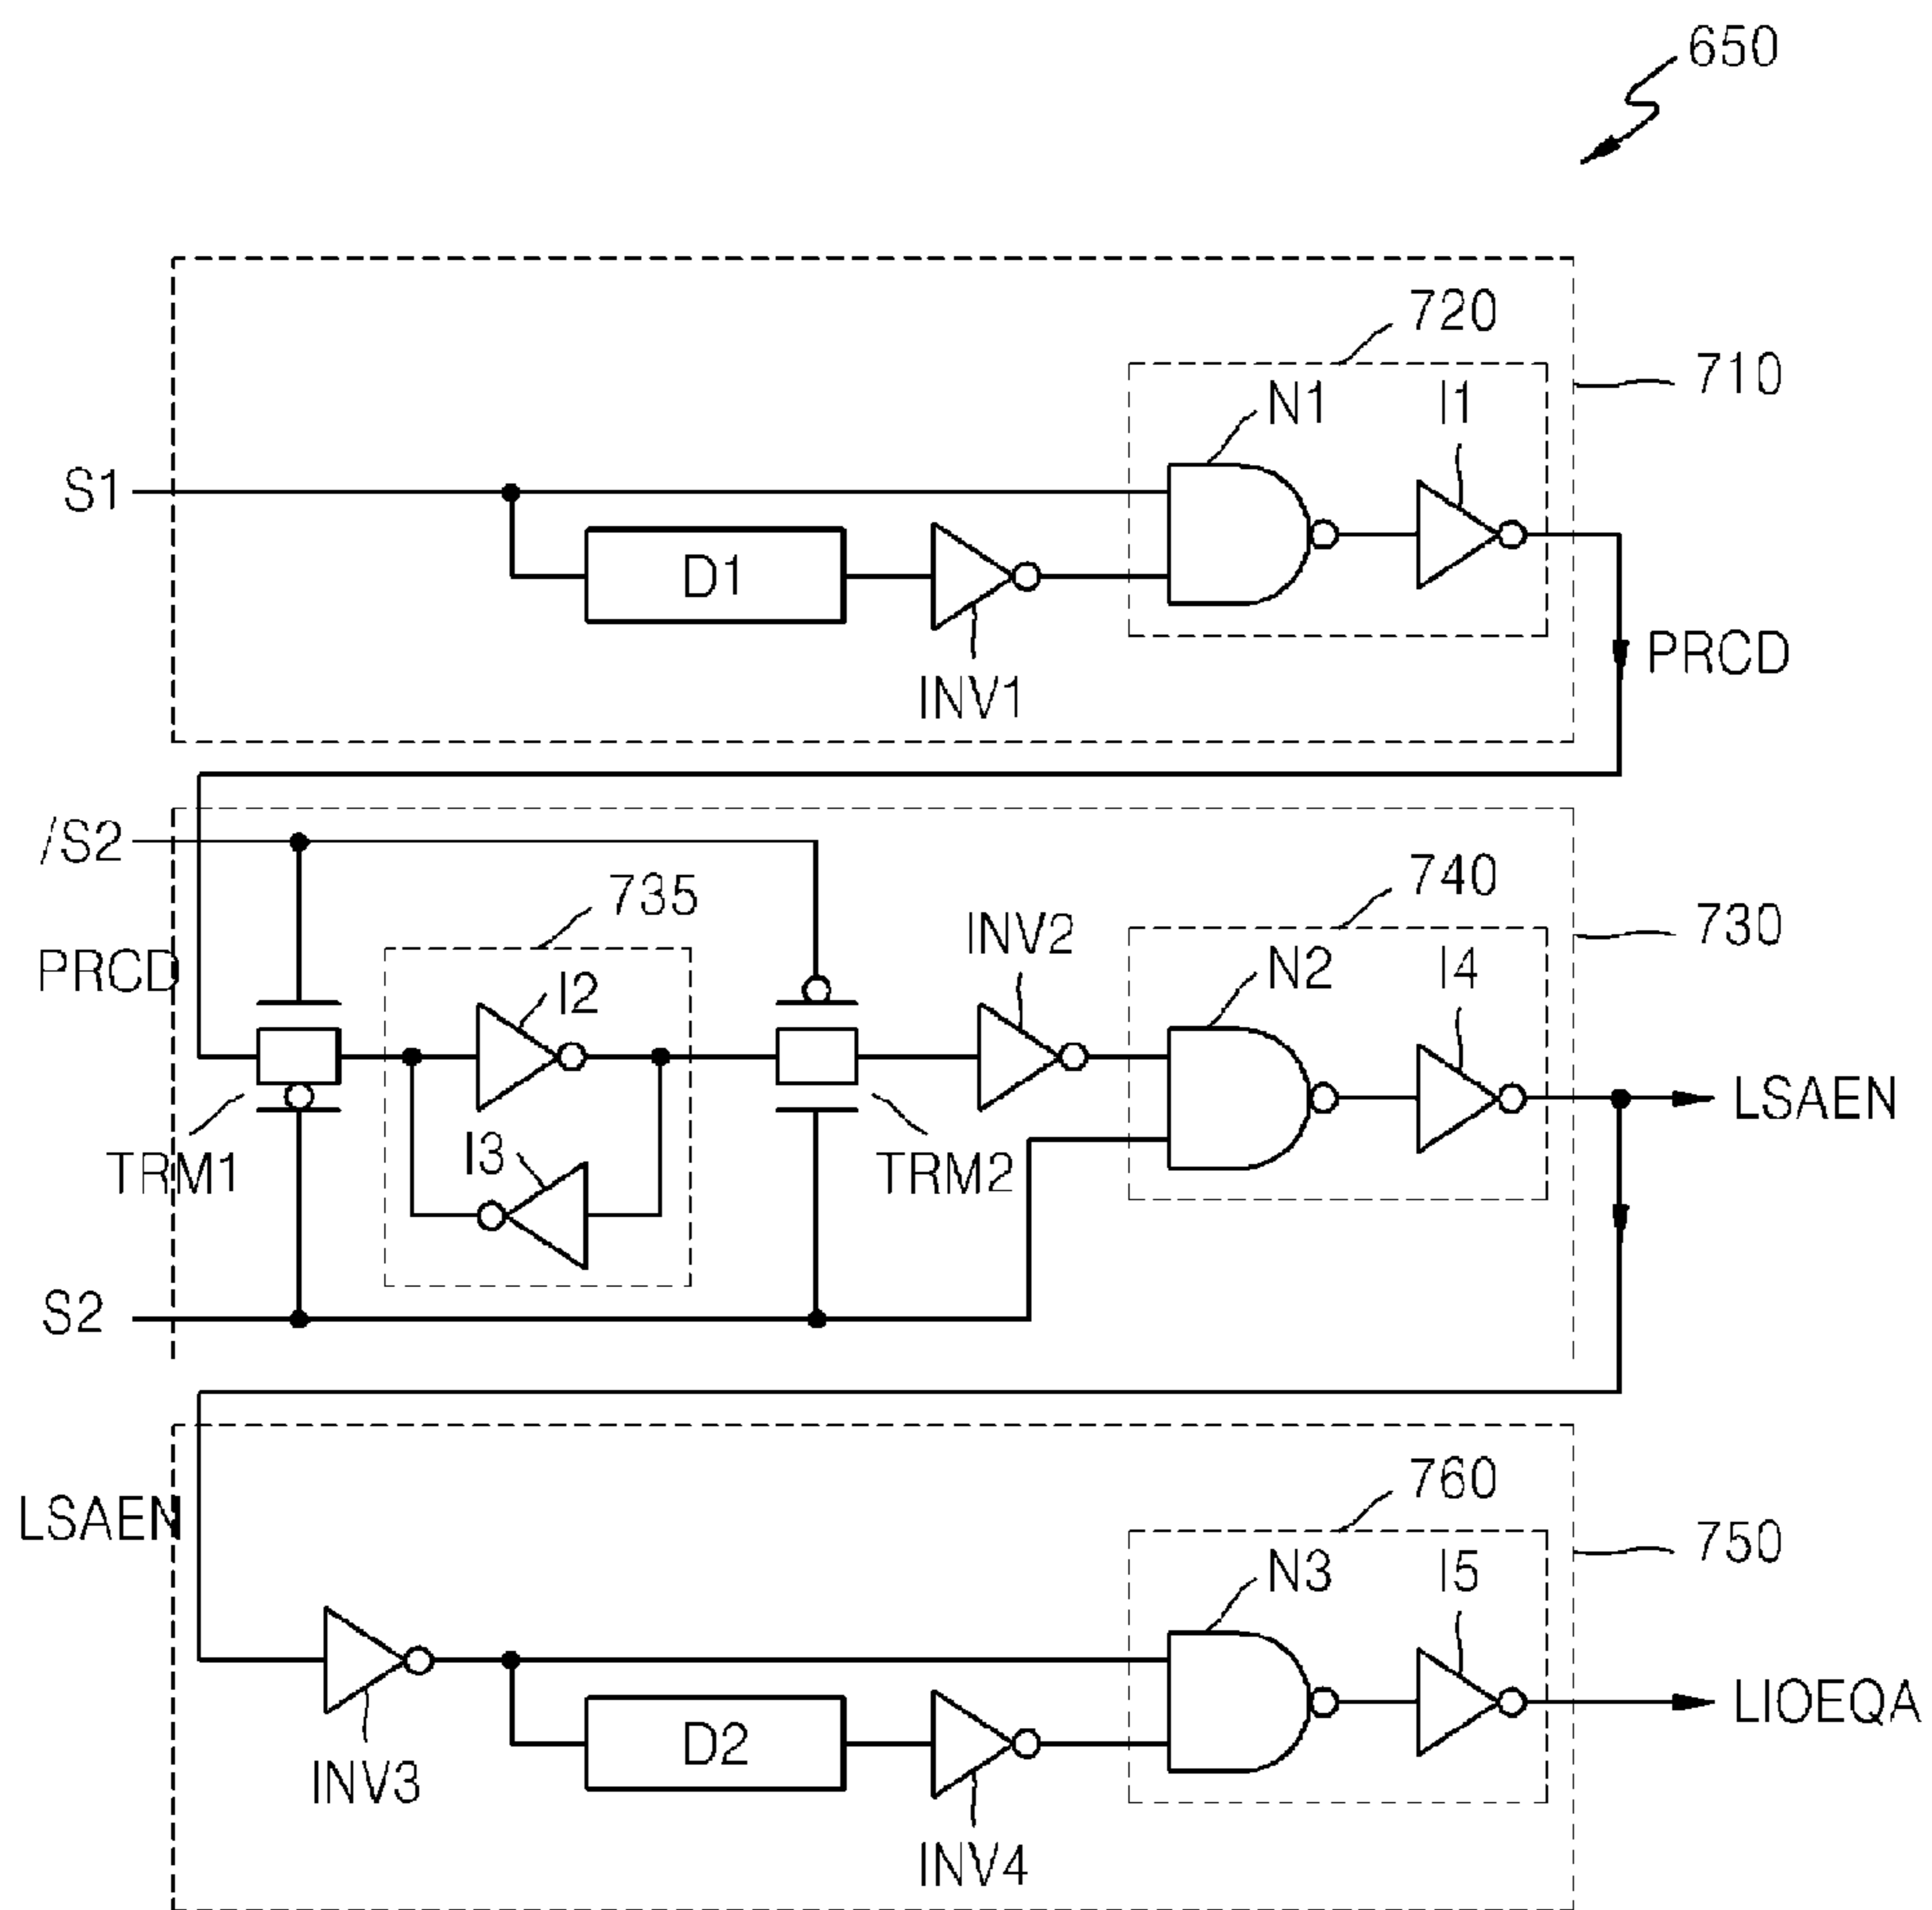 650
720
710
N1
I1
S1
D1
INV1
PRCD
/S2
740
735
INV2
730
PRCD
N2
I4
I2
LSAEN
I3
TRM1
TRM2
S2
760
LSAEN
750
N3
I5
LIOEQA
D2
INV3
INV4